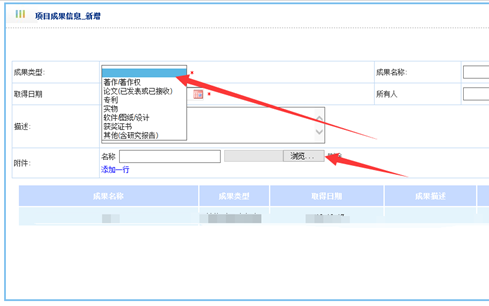 项目成果信息_新增
成果类型: * 成果名称:
著作/著作权
论文(已发表或已接收)
专利
实物
软件/图纸/设计
获奖证书
其他(含研究报告)
取得日期 * 所有人
描述:
附件: 名称 浏览...
添加一行
成果名称 成果类型 取得日期 成果描述